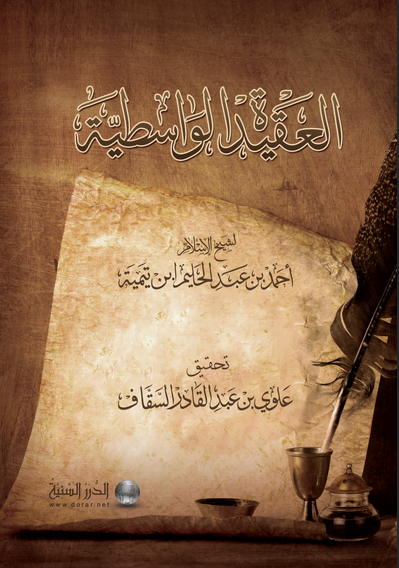 العقيدة الواسطية
لشيخ الإسلام
أحمد بن عبد الحليم ابن تيمية
تحقيق
علوي بن عبد القادر السقاف
الدرر السنية
www.dorar.net